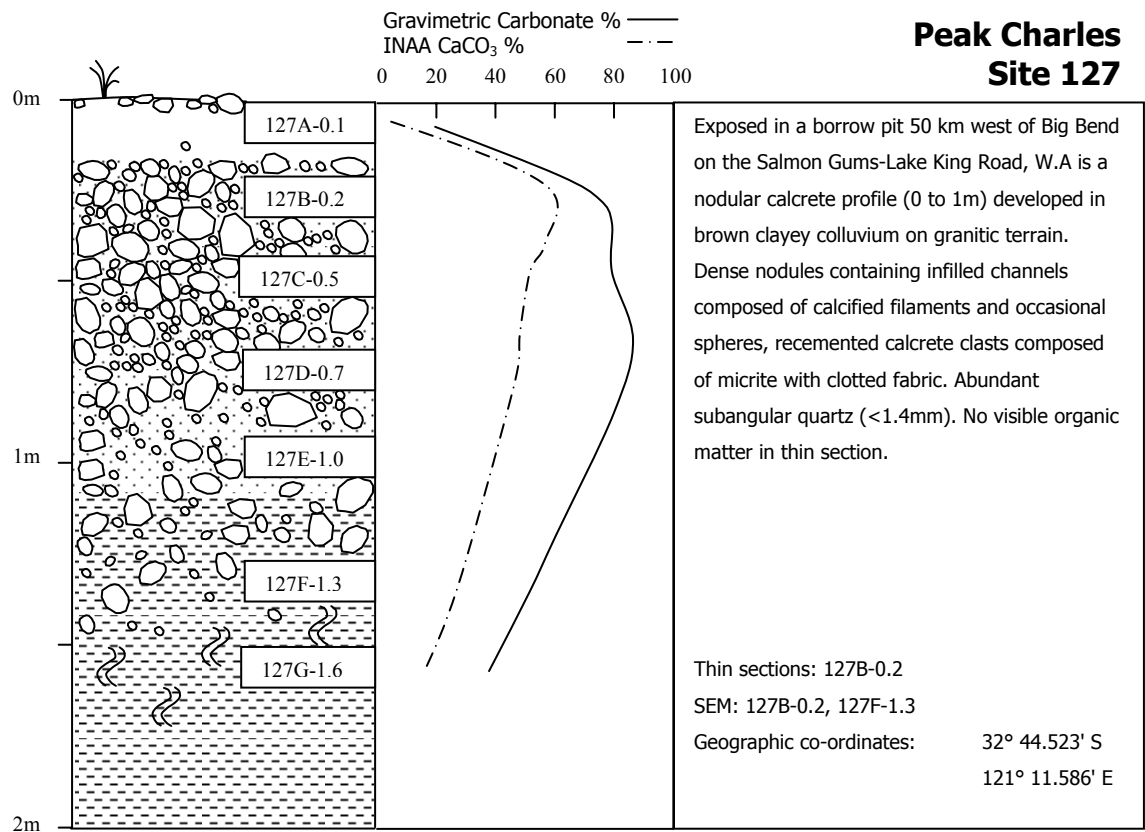 Gravimetric Carbonate %
INAA CaCO₃ %
0 20 40 60 80 100
Peak Charles
Site 127
0m
127A-0.1
127B-0.2
127C-0.5
127D-0.7
1m
127E-1.0
127F-1.3
127G-1.6
2m
Exposed in a borrow pit 50 km west of Big Bend
on the Salmon Gums-Lake King Road, W.A is a
nodular calcrete profile (0 to 1m) developed in
brown clayey colluvium on granitic terrain.
Dense nodules containing infilled channels
composed of calcified filaments and occasional
spheres, recemented calcrete clasts composed
of micrite with clotted fabric. Abundant
subangular quartz (<1.4mm). No visible organic
matter in thin section.
Thin sections: 127B-0.2
SEM: 127B-0.2, 127F-1.3
Geographic co-ordinates: 32° 44.523' S
121° 11.586' E